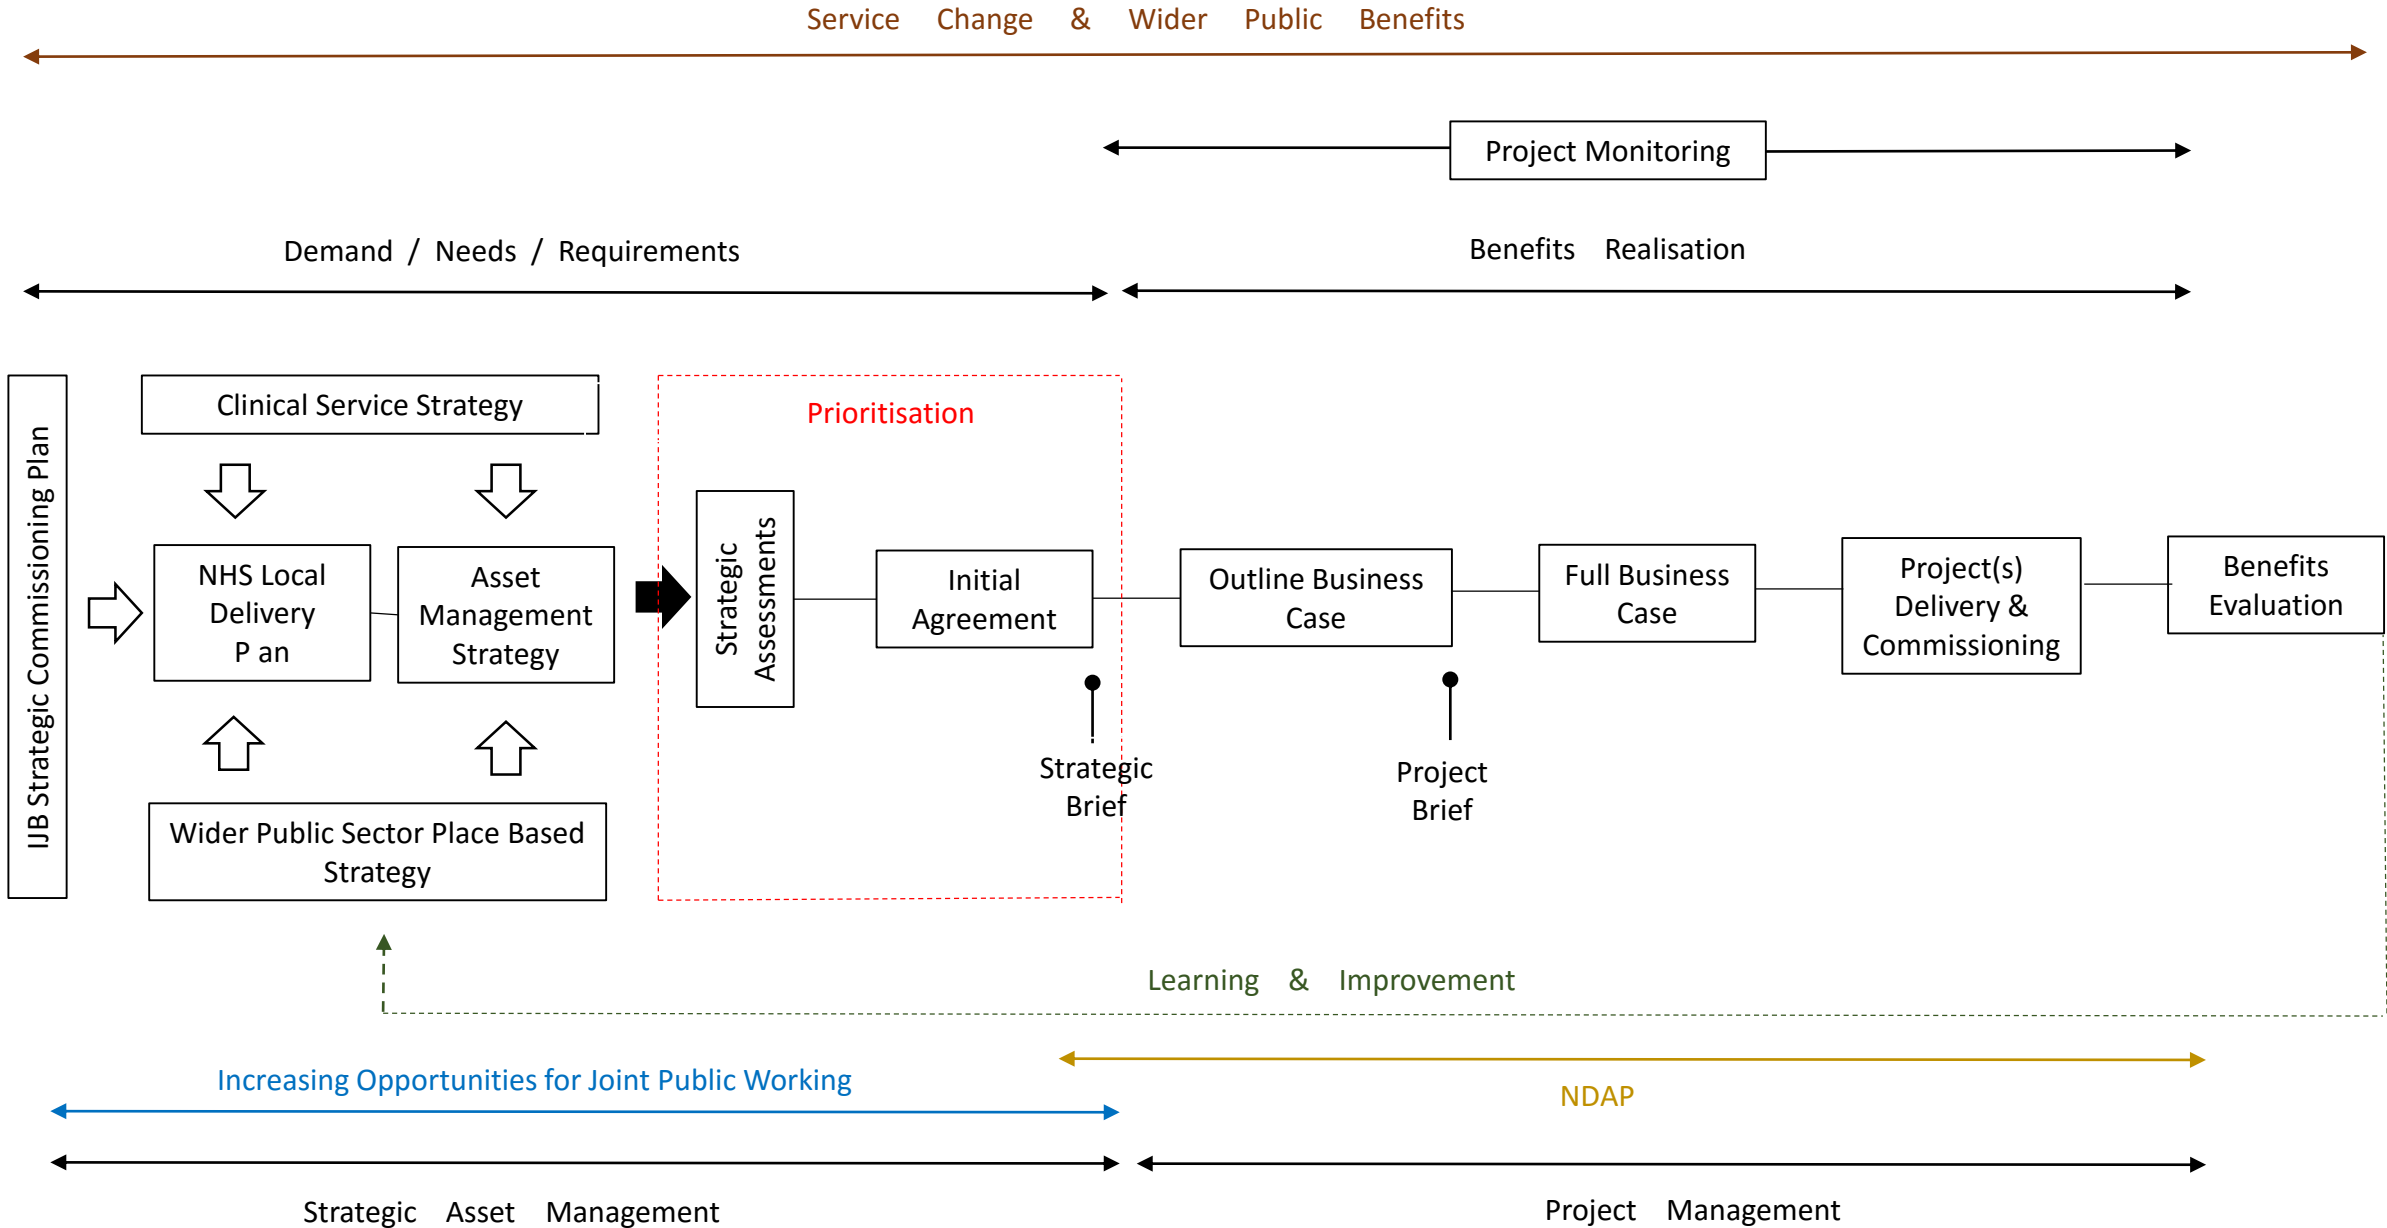 Service Change & Wider Public Benefits
Project Monitoring
Demand / Needs / Requirements
Benefits Realisation
IJB Strategic Commissioning Plan
Clinical Service Strategy
Prioritisation
NHS Local
Delivery
P an
Asset
Management
Strategy
Strategic
Assessments
Initial
Agreement
Outline Business
Case
Full Business
Case
Project(s)
Delivery &
Commissioning
Benefits
Evaluation
Strategic
Brief
Project
Brief
Wider Public Sector Place Based
Strategy
Learning & Improvement
Increasing Opportunities for Joint Public Working
NDAP
Strategic Asset Management
Project Management